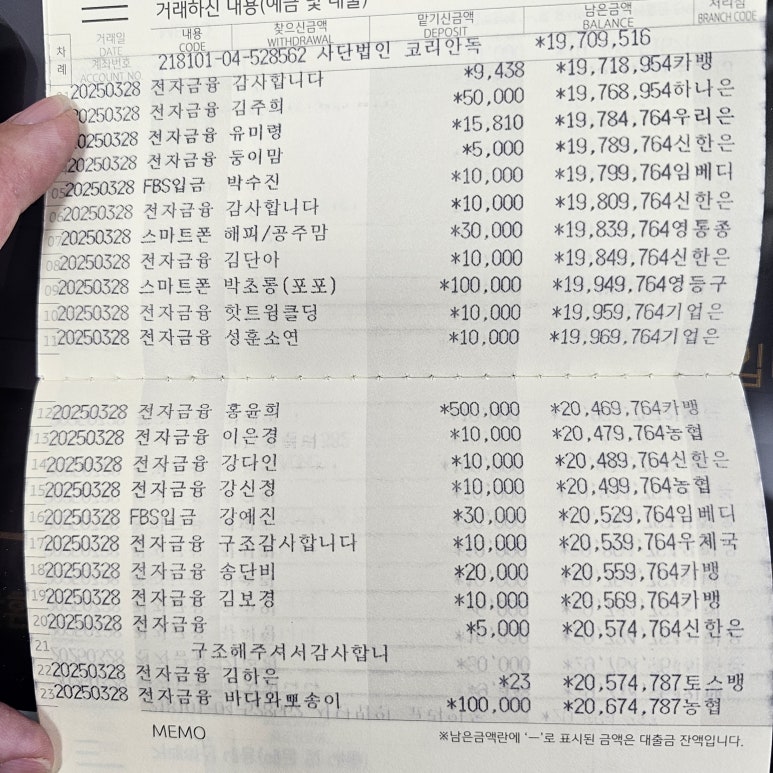 거래하신 내용(예금 및 대출)
차례
거래일 DATE 계좌번호 ACCOUNT NO
내용 CODE
찾으신금액 WITHDRAWAL
맡기신금액 DEPOSIT
남은금액 BALANCE
BRANCH CODE
218101-04-528562 사단법인 코리안독 *19,709,516
20250328 전자금융 감사합니다 *9,438 *19,718,954카뱅
20250328 전자금융 김주희 *50,000 *19,768,954하나은
20250328 전자금융 유미령 *15,810 *19,784,764우리은
20250328 전자금융 둥이맘 *5,000 *19,789,764신한은
05 20250328 FBS입금 박수진 *10,000 *19,799,764임베디
06 20250328 전자금융 감사합니다 *10,000 *19,809,764신한은
07 20250328 스마트폰 해피/공주맘 *30,000 *19,839,764영통종
08 20250328 전자금융 김단아 *10,000 *19,849,764신한은
09 20250328 스마트폰 박초롱(포포) *100,000 *19,949,764영등구
10 20250328 전자금융 핫트윙클딩 *10,000 *19,959,764기업은
11 20250328 전자금융 성훈소연 *10,000 *19,969,764기업은
12 20250328 전자금융 홍윤희 *500,000 *20,469,764카뱅
13 20250328 전자금융 이은경 *10,000 *20,479,764농협
14 20250328 전자금융 강다인 *10,000 *20,489,764신한은
15 20250328 전자금융 강신정 *10,000 *20,499,764농협
16 20250328 FBS입금 강예진 *30,000 *20,529,764임베디
17 20250328 전자금융 구조감사합니다 *10,000 *20,539,764우체국
18 20250328 전자금융 송단비 *20,000 *20,559,764카뱅
19 20250328 전자금융 김보경 *10,000 *20,569,764카뱅
20 20250328 전자금융 *5,000 *20,574,764신한은
21 구조해주셔서감사합니
22 20250328 전자금융 김하은 *23 *20,574,787토스뱅
23 20250328 전자금융 바다와뽀송이 *100,000 *20,674,787농협
MEMO
※남은금액란에 '—'로 표시된 금액은 대출금 잔액입니다.